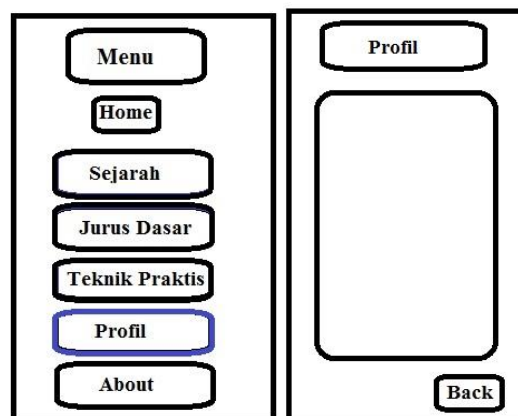 Menu
Home
Sejarah
Jurus Dasar
Teknik Praktis
Profil
About
Profil
Back